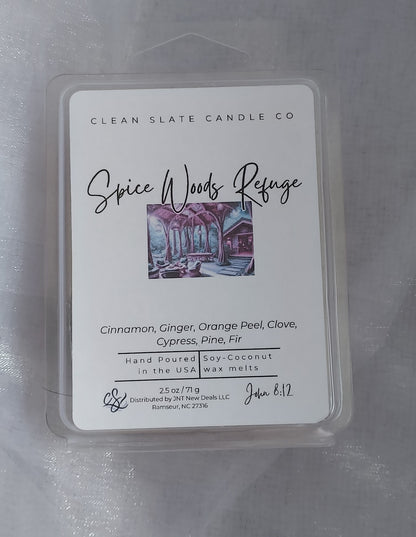 CLEAN SLATE CANDLE CO
Spice Woods Refuge
Cinnamon, Ginger, Orange Peel, Clove,
Cypress, Pine, Fir
Hand Poured
in the USA
Soy-Coconut
wax melts
2.5 oz / 71 g
Distributed by JNT New Deals LLC
Ramseur, NC 27316
CSC
John 8:12